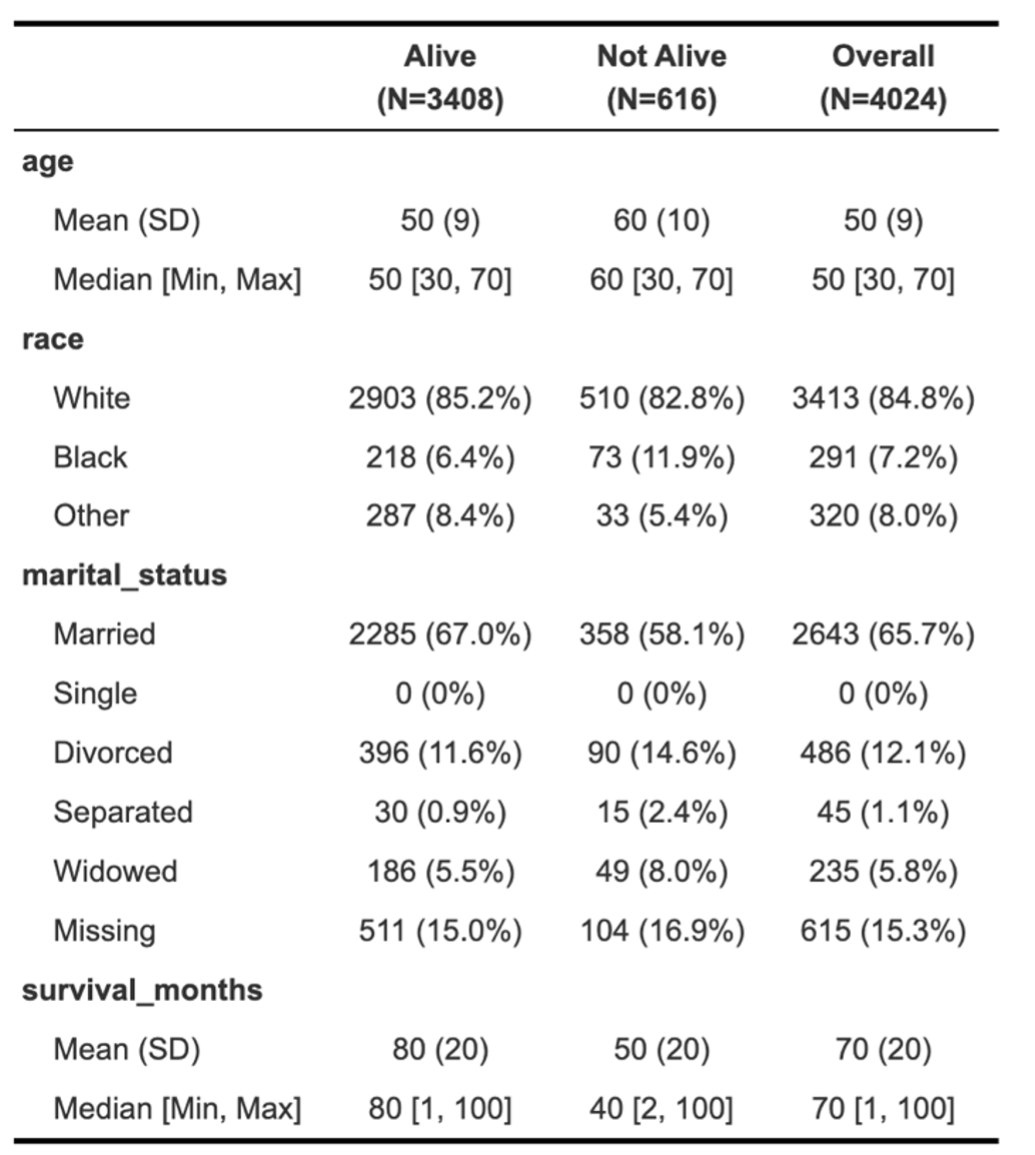 Alive Not Alive Overall
(N=3408) (N=616) (N=4024)
age
Mean (SD) 50 (9) 60 (10) 50 (9)
Median [Min, Max] 50 [30, 70] 60 [30, 70] 50 [30, 70]
race
White 2903 (85.2%) 510 (82.8%) 3413 (84.8%)
Black 218 (6.4%) 73 (11.9%) 291 (7.2%)
Other 287 (8.4%) 33 (5.4%) 320 (8.0%)
marital_status
Married 2285 (67.0%) 358 (58.1%) 2643 (65.7%)
Single 0 (0%) 0 (0%) 0 (0%)
Divorced 396 (11.6%) 90 (14.6%) 486 (12.1%)
Separated 30 (0.9%) 15 (2.4%) 45 (1.1%)
Widowed 186 (5.5%) 49 (8.0%) 235 (5.8%)
Missing 511 (15.0%) 104 (16.9%) 615 (15.3%)
survival_months
Mean (SD) 80 (20) 50 (20) 70 (20)
Median [Min, Max] 80 [1, 100] 40 [2, 100] 70 [1, 100]